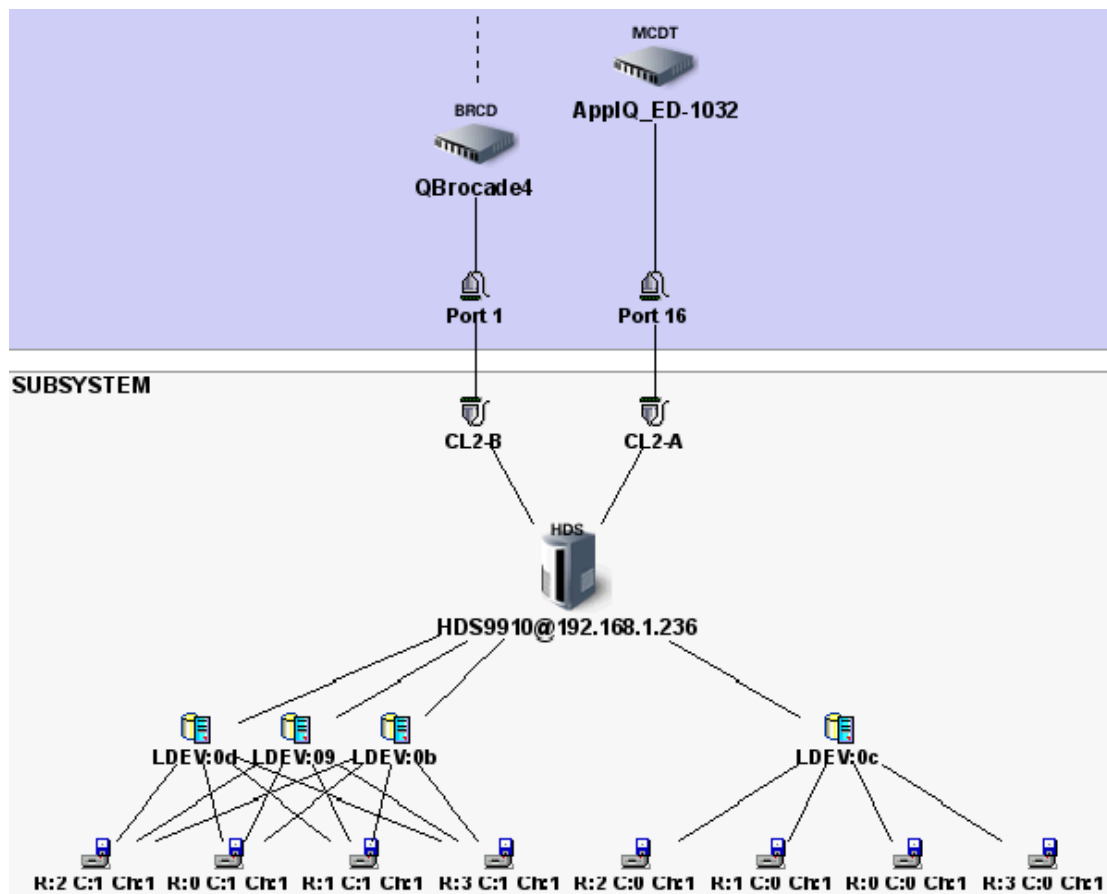 MCDT
AppIQ_ED-1032
BRCD
QBrocade4
Port 1 Port 16
SUBSYSTEM
CL2-B CL2-A
HDS
HDS9910@192.168.1.236
LDEV:0d LDEV:09 LDEV:0b LDEV:0c
R:2 C:1 Ch:1 R:0 C:1 Ch:1 R:1 C:1 Ch:1 R:3 C:1 Ch:1 R:2 C:0 Ch:1 R:1 C:0 Ch:1 R:0 C:0 Ch:1 R:3 C:0 Ch:1